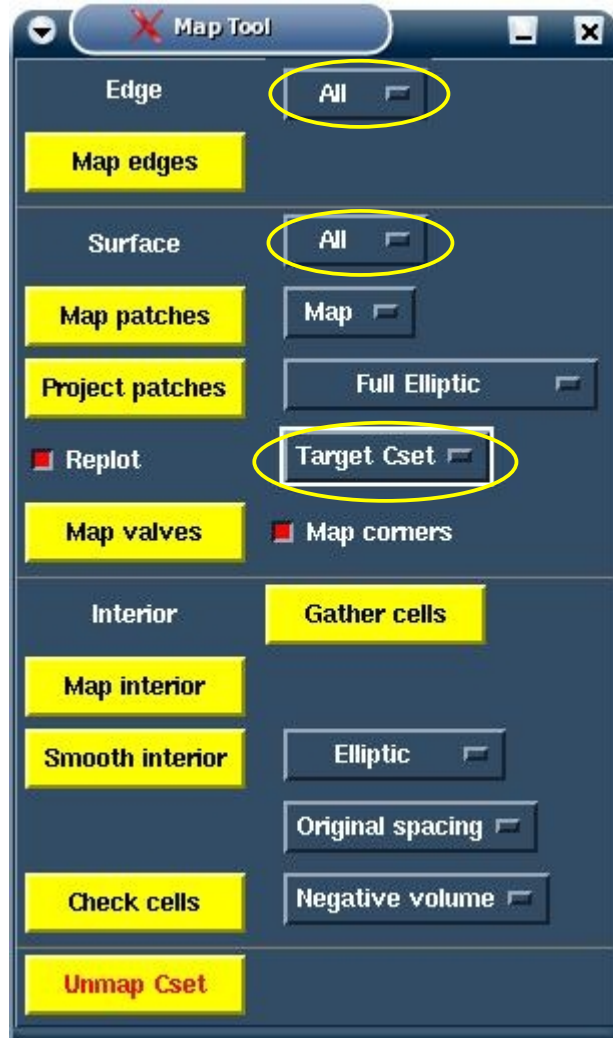 Map Tool
Edge All
Map edges
Surface All
Map patches Map
Project patches Full Elliptic
Replot Target Cset
Map valves Map corners
Interior Gather cells
Map interior
Smooth interior Elliptic
Original spacing
Check cells Negative volume
Unmap Cset